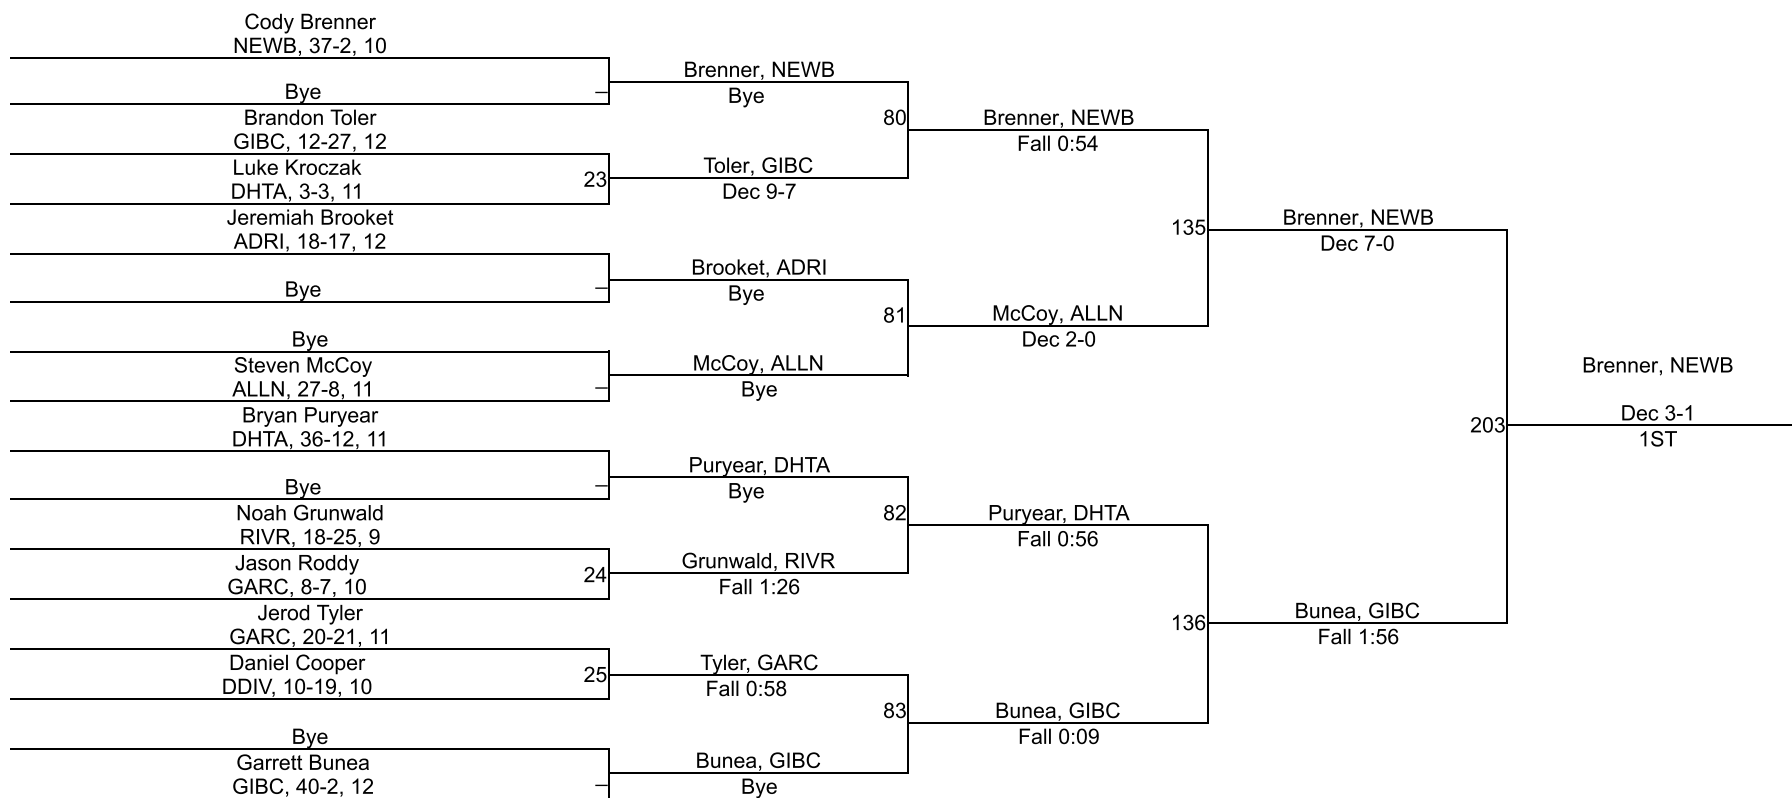 Cody Brenner
NEWB, 37-2, 10
Bye
Brandon Toler
GIBC, 12-27, 12
Luke Kroczak
DHTA, 3-3, 11
Jeremiah Brooket
ADRI, 18-17, 12
Bye
Bye
Steven McCoy
ALLN, 27-8, 11
Bryan Puryear
DHTA, 36-12, 11
Bye
Noah Grunwald
RIVR, 18-25, 9
Jason Roddy
GARC, 8-7, 10
Jerod Tyler
GARC, 20-21, 11
Daniel Cooper
DDIV, 10-19, 10
Bye
Garrett Bunea
GIBC, 40-2, 12
23
24
25
Brenner, NEWB
Bye
Toler, GIBC
Dec 9-7
Brooket, ADRI
Bye
McCoy, ALLN
Bye
Puryear, DHTA
Bye
Grunwald, RIVR
Fall 1:26
Tyler, GARC
Fall 0:58
Bunea, GIBC
Bye
80
81
82
83
Brenner, NEWB
Fall 0:54
McCoy, ALLN
Dec 2-0
Puryear, DHTA
Fall 0:56
Bunea, GIBC
Fall 0:09
135
136
Brenner, NEWB
Dec 7-0
Bunea, GIBC
Fall 1:56
203
Brenner, NEWB
Dec 3-1
1ST